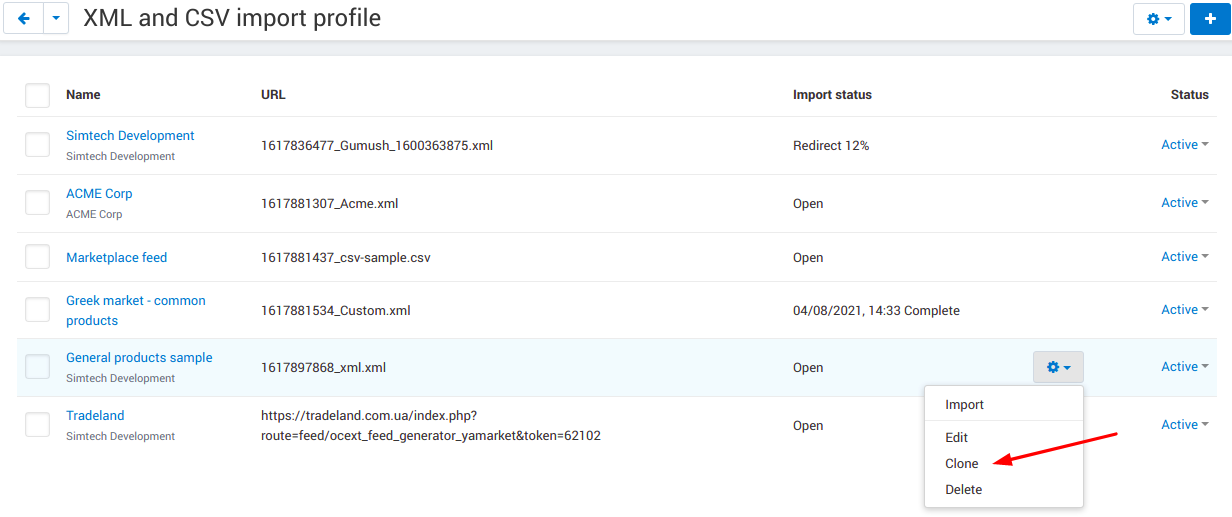 XML and CSV import profile
Name URL Import status Status
Simtech Development
Simtech Development
1617836477_Gumush_1600363875.xml
Redirect 12%
Active
ACME Corp
ACME Corp
1617881307_Acme.xml
Open
Active
Marketplace feed
1617881437_csv-sample.csv
Open
Active
Greek market - common
products
1617881534_Custom.xml
04/08/2021, 14:33 Complete
Active
General products sample
Simtech Development
1617897868_xml.xml
Open
Active
Tradeland
Simtech Development
https://tradeland.com.ua/index.php?
route=feed/ocext_feed_generator_yamarket&token=62102
Open
Active
Import
Edit
Clone
Delete